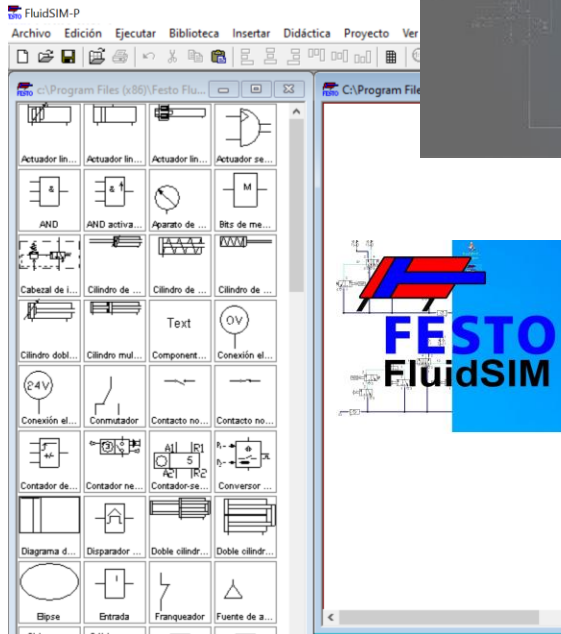 FluidSIM-P
Archivo Edición Ejecutar Biblioteca Insertar Didáctica Proyecto Ver
FESTO c:\Program Files (x86)\Festo Flu...
FESTO C:\Program File
Actuador lin... Actuador lin... Actuador lin... Actuador se...
& & M
AND AND activa... Aparato de ... Bits de me...
Cabezal de i... Cilindro de ... Cilindro de ... Cilindro de ...
Text 0V
Cilindro dobl... Cilindro mul... Component... Conexión el...
24V
Conexión el... Conmutador Contacto no... Contacto no...
A1 R1
5
A2 R2
Contador de... Contador ne... Contador-se... Conversor ...
Diagrama d... Disparador ... Doble cilindr... Doble cilindr...
I
Elipse Entrada Franqueador Fuente de a...
FESTO
FluidSIM